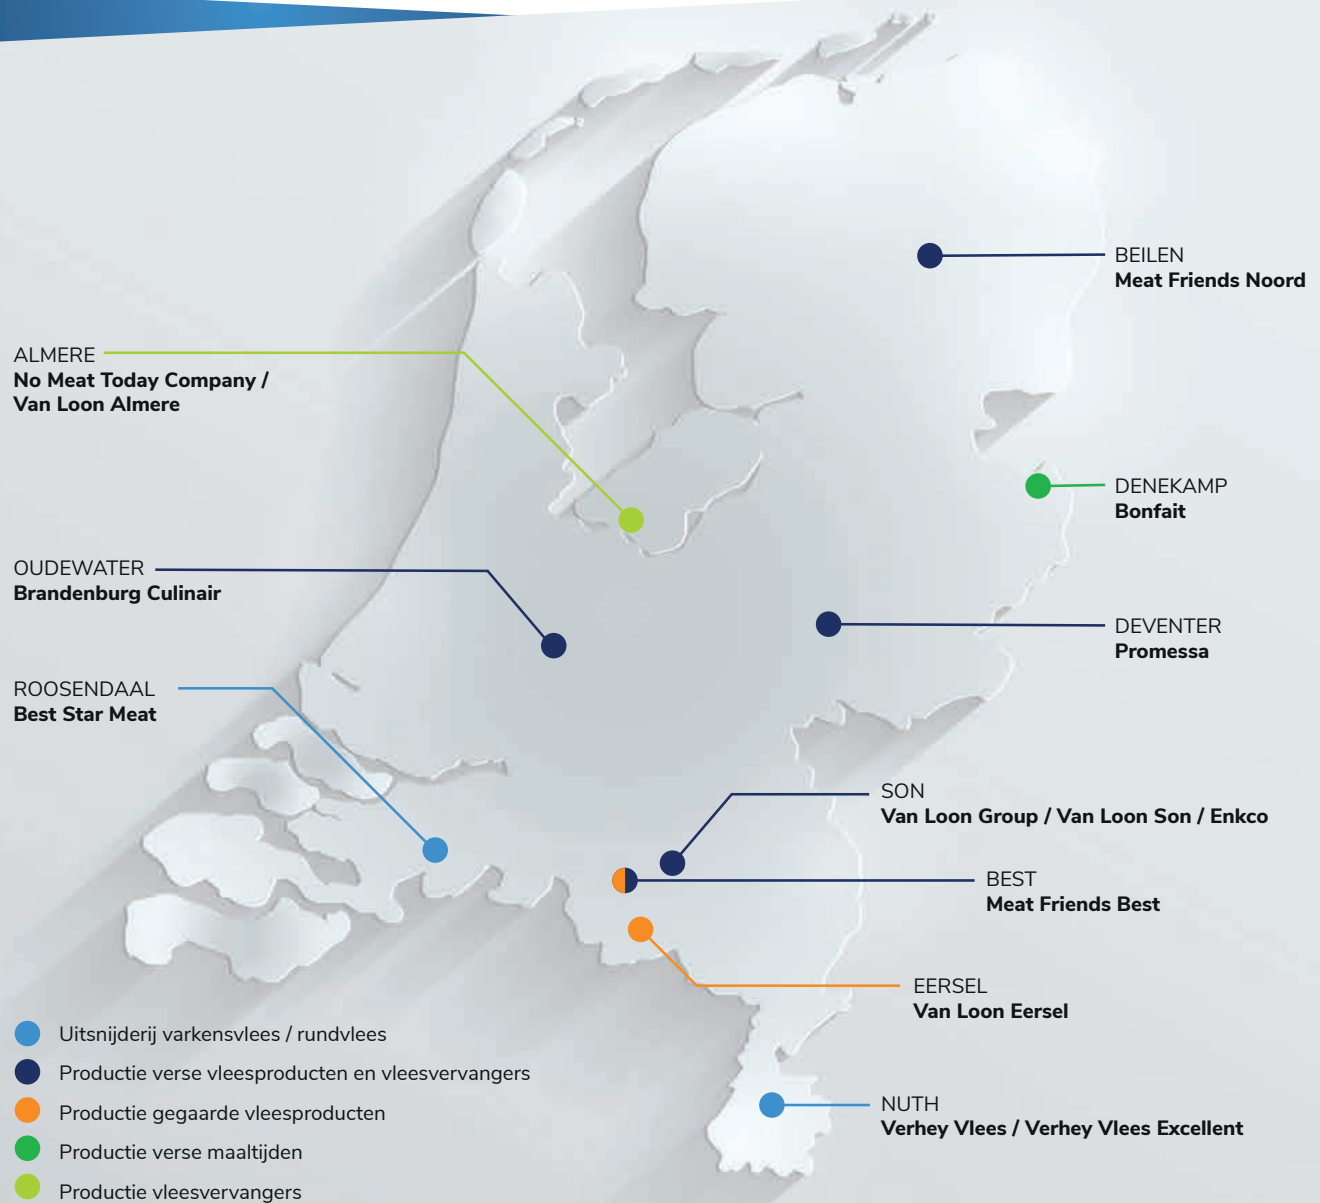 BEILEN
Meat Friends Noord
ALMERE
No Meat Today Company /
Van Loon Almere
DENEKAMP
Bonfait
OUDEWATER
Brandenburg Culinair
DEVENTER
Promessa
ROOSENDAAL
Best Star Meat
SON
Van Loon Group / Van Loon Son / Enkco
BEST
Meat Friends Best
EERSEL
Van Loon Eersel
NUTH
Verhey Vlees / Verhey Vlees Excellent
Uitsnijderij varkensvlees / rundvlees
Productie verse vleesproducten en vleesvervangers
Productie gegaarde vleesproducten
Productie verse maaltijden
Productie vleesvervangers